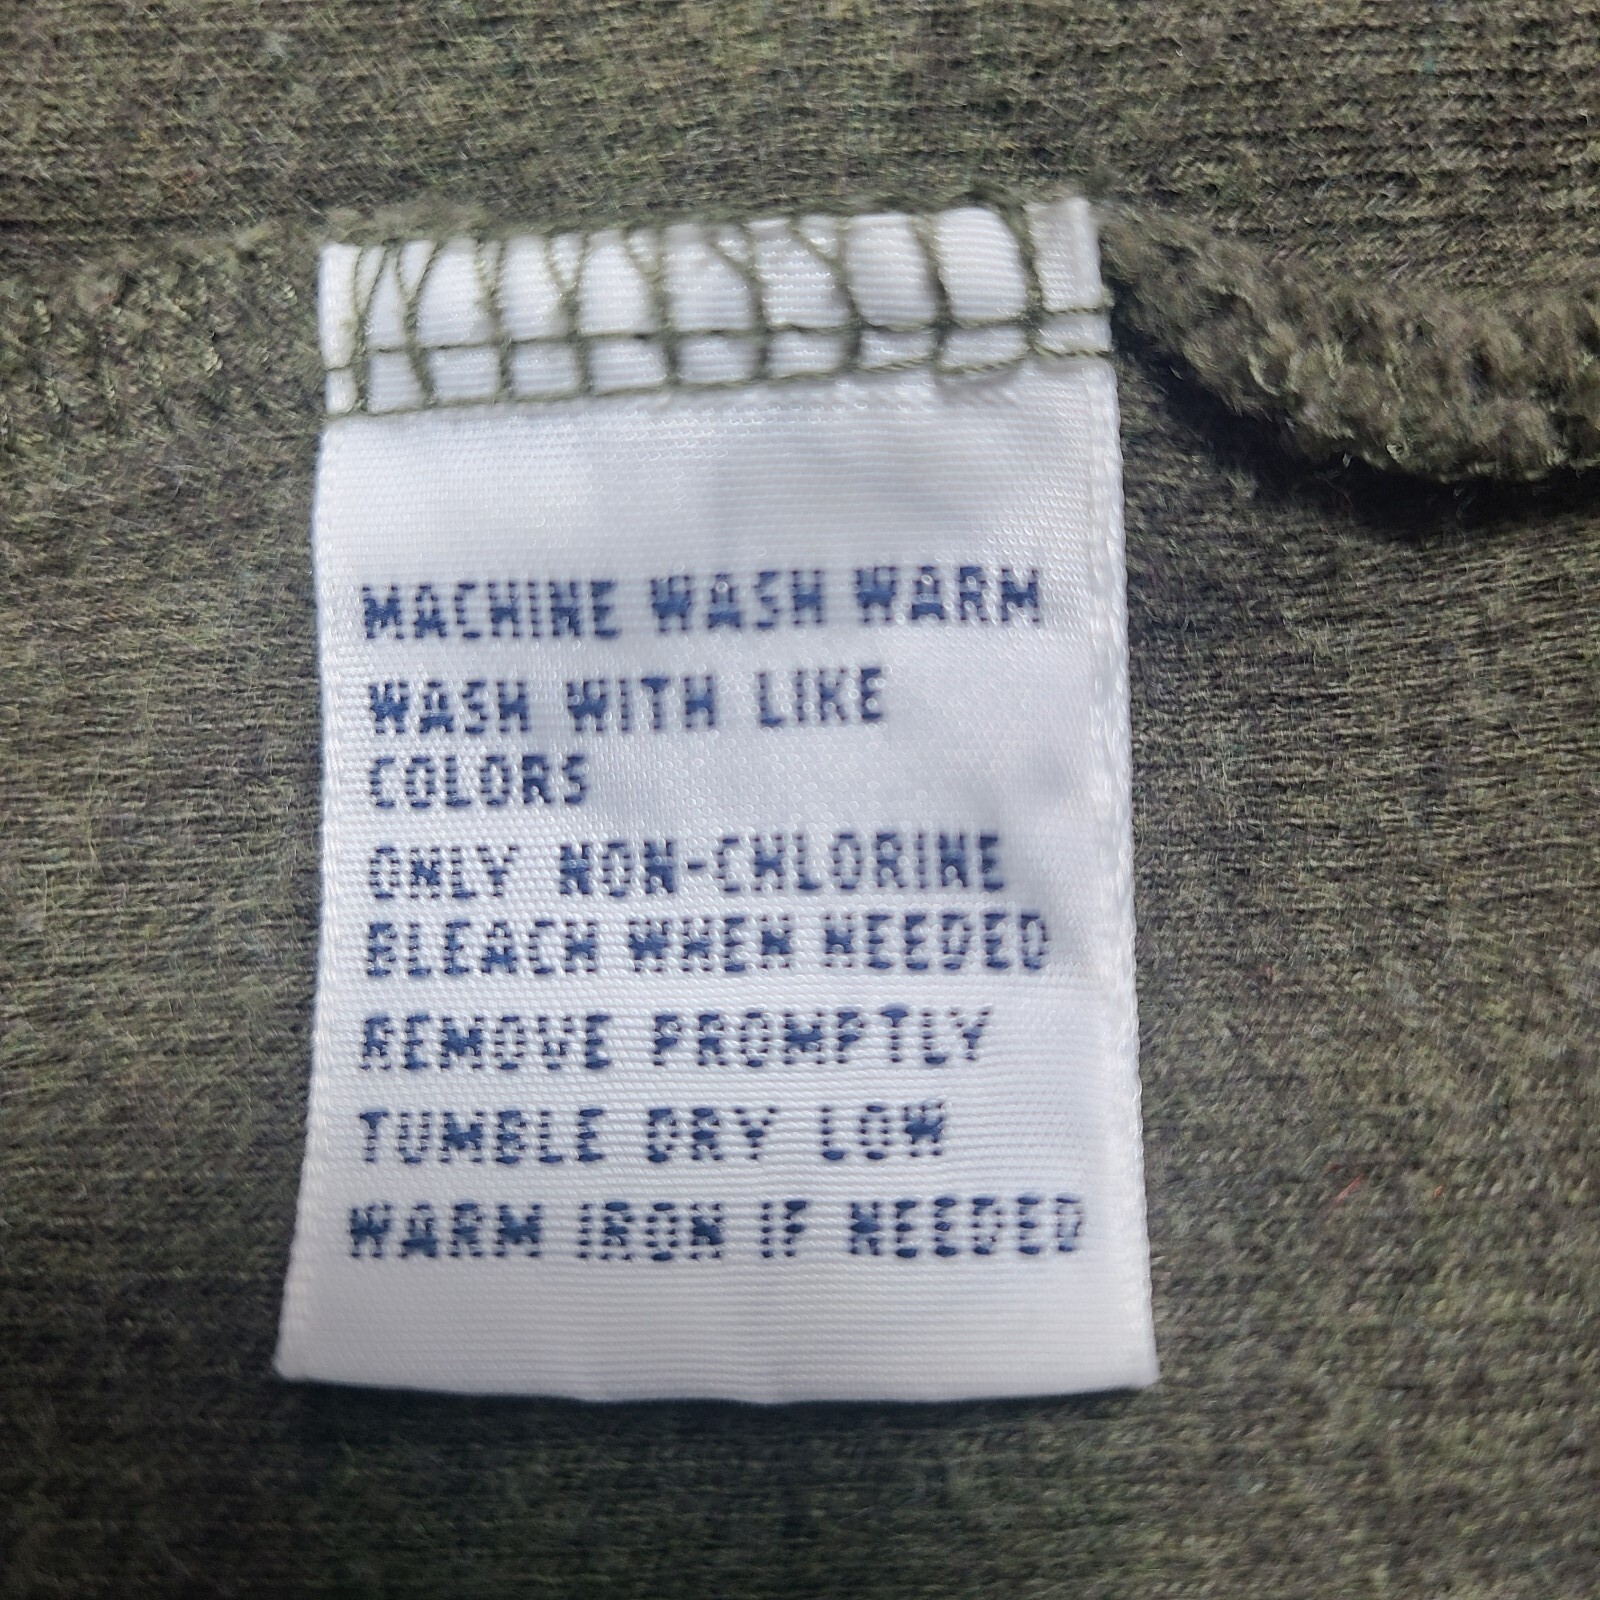 MACHINE WASH WARM
WASH WITH LIKE
COLORS
ONLY NON-CHLORINE
BLEACH WHEN NEEDED
REMOVE PROMPTLY
TUMBLE DRY LOW
WARM IRON IF NEEDED